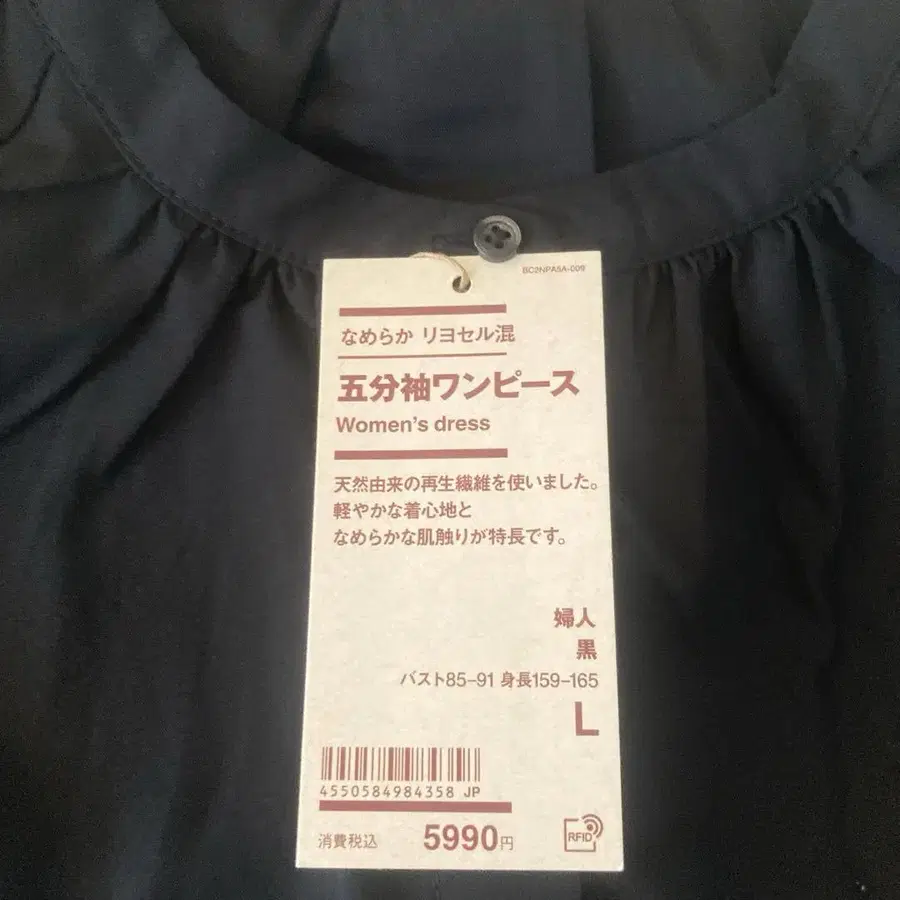 BC2NPA5A-009
なめらか リヨセル混
五分袖ワンピース
Women's dress
天然由来の再生繊維を使いました。
軽やかな着心地と
なめらかな肌触りが特長です。
婦人
黒
バスト85-91 身長159-165
L
4550584984358 JP
消費税込 5990円
RFID